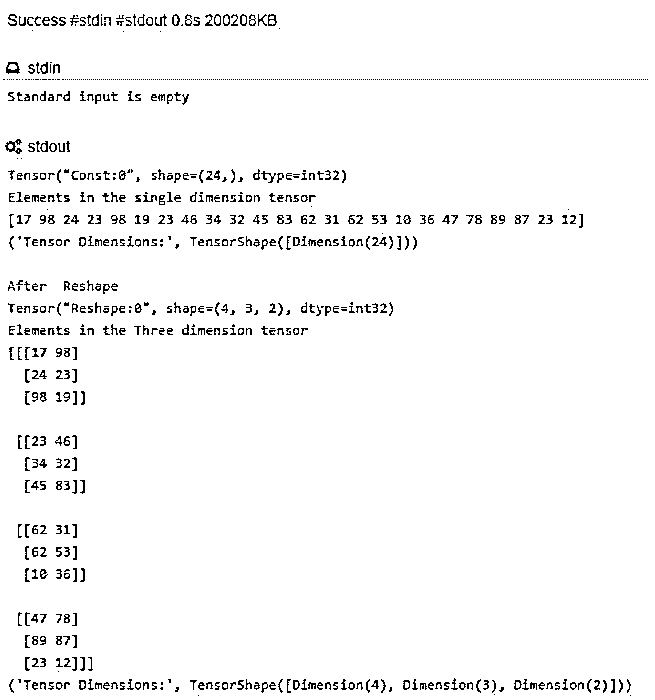 Success #stdin #stdout 0.8s 200208KB
stdin
Standard input is empty
stdout
Tensor("Const:0", shape=(24,), dtype=int32)
Elements in the single dimension tensor
[17 98 24 23 98 19 23 46 34 32 45 83 62 31 62 53 10 36 47 78 89 87 23 12]
('Tensor Dimensions:', TensorShape([Dimension(24)]))
After  Reshape
Tensor("Reshape:0", shape=(4, 3, 2), dtype=int32)
Elements in the Three dimension tensor
[[[17 98]
[24 23]
[98 19]]
[[23 46]
[34 32]
[45 83]]
[[62 31]
[62 53]
[10 36]]
[[47 78]
[89 87]
[23 12]]]
('Tensor Dimensions:', TensorShape([Dimension(4), Dimension(3), Dimension(2)]))